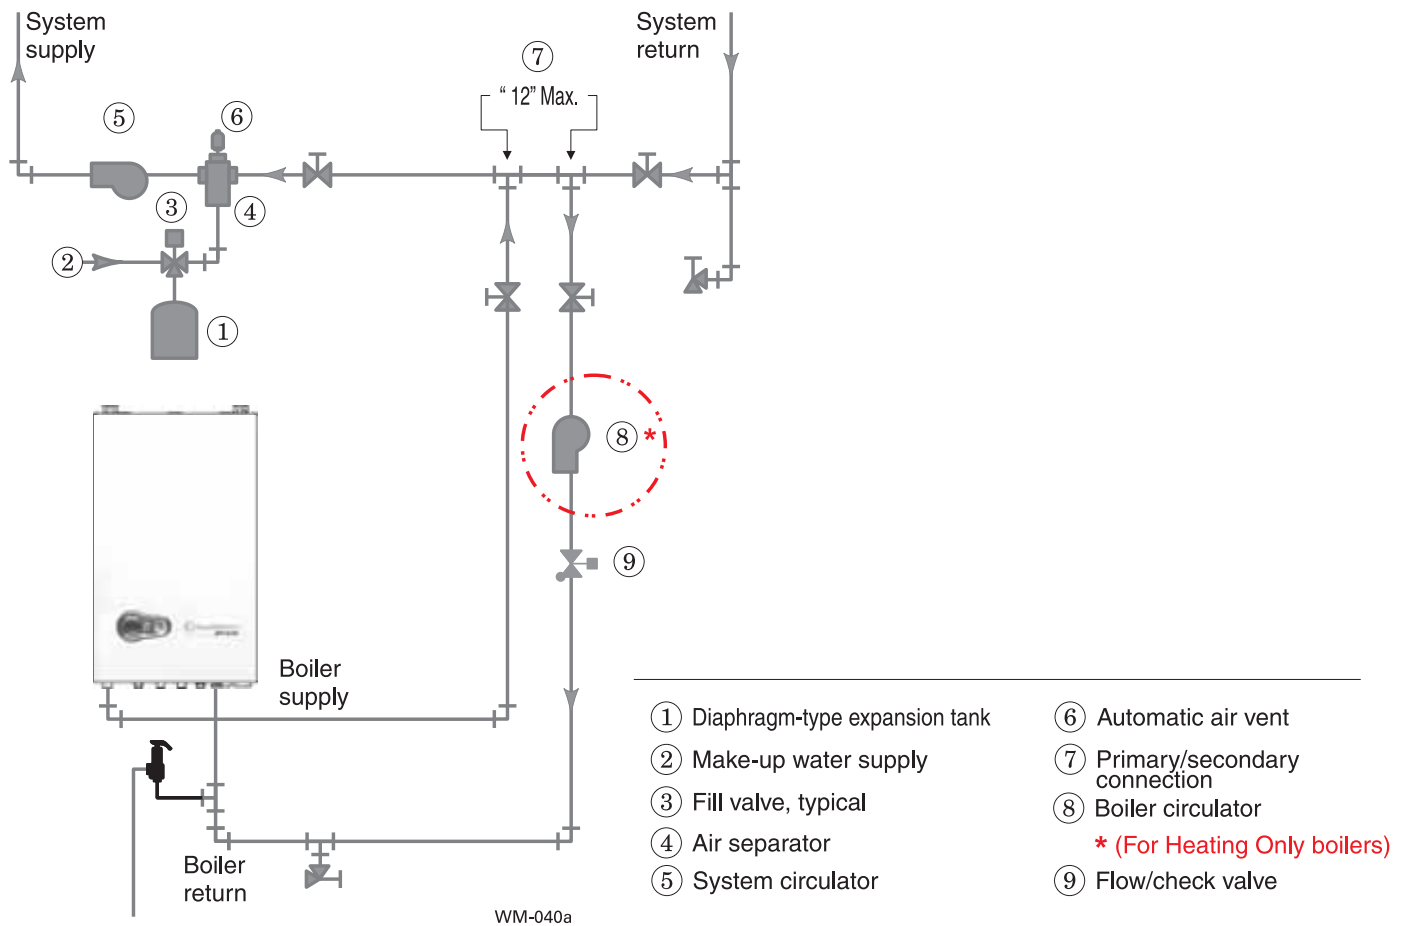 System
supply
System
return
7
“ 12” Max.
5
6
3
4
2
1
8 *
9
Boiler
supply
Boiler
return
WM-040a
1 Diaphragm-type expansion tank
2 Make-up water supply
3 Fill valve, typical
4 Air separator
5 System circulator
6 Automatic air vent
7 Primary/secondary
connection
8 Boiler circulator
* (For Heating Only boilers)
9 Flow/check valve